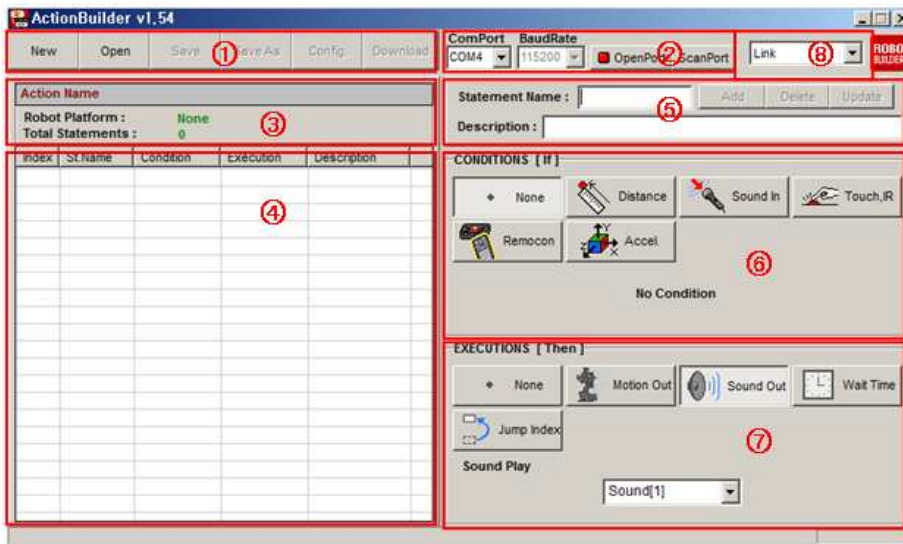 ActionBuilder v1.54
New Open Save Save As Config. Download
①
ComPort BaudRate
COM4 115200 OpenPort ScanPort
②
Link
⑧
ROBO
BUILDER
Action Name
Robot Platform : None
Total Statements : 0
③
Statement Name : Add Delete Update
⑤
Description :
Index St.Name Condition Execution Description
④
CONDITIONS [ If ]
None Distance Sound In Touch,IR
Remocon Accel.
⑥
No Condition
EXECUTIONS [ Then ]
None Motion Out Sound Out Wait Time
Jump Index
⑦
Sound Play
Sound[1]